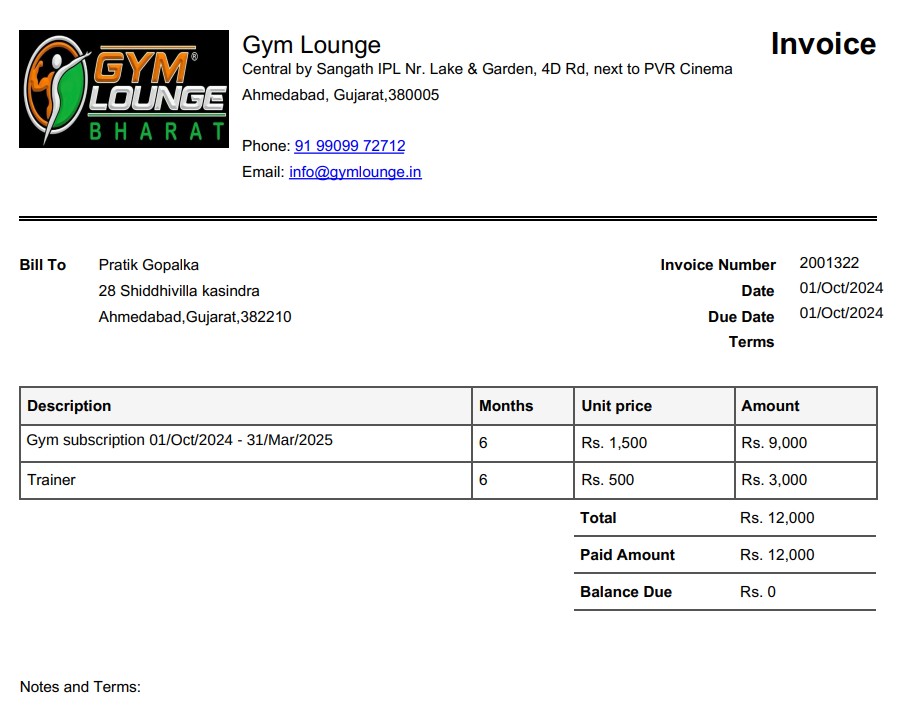 GYM®
LOUNGE
BHARAT
Gym Lounge
Invoice
Central by Sangath IPL Nr. Lake & Garden, 4D Rd, next to PVR Cinema
Ahmedabad, Gujarat,380005
Phone: 91 99099 72712
Email: info@gymlounge.in
Bill To Pratik Gopalka
28 Shiddhivilla kasindra
Ahmedabad,Gujarat,382210
Invoice Number 2001322
Date 01/Oct/2024
Due Date 01/Oct/2024
Terms
Description Months Unit price Amount
Gym subscription 01/Oct/2024 - 31/Mar/2025 6 Rs. 1,500 Rs. 9,000
Trainer 6 Rs. 500 Rs. 3,000
Total Rs. 12,000
Paid Amount Rs. 12,000
Balance Due Rs. 0
Notes and Terms: